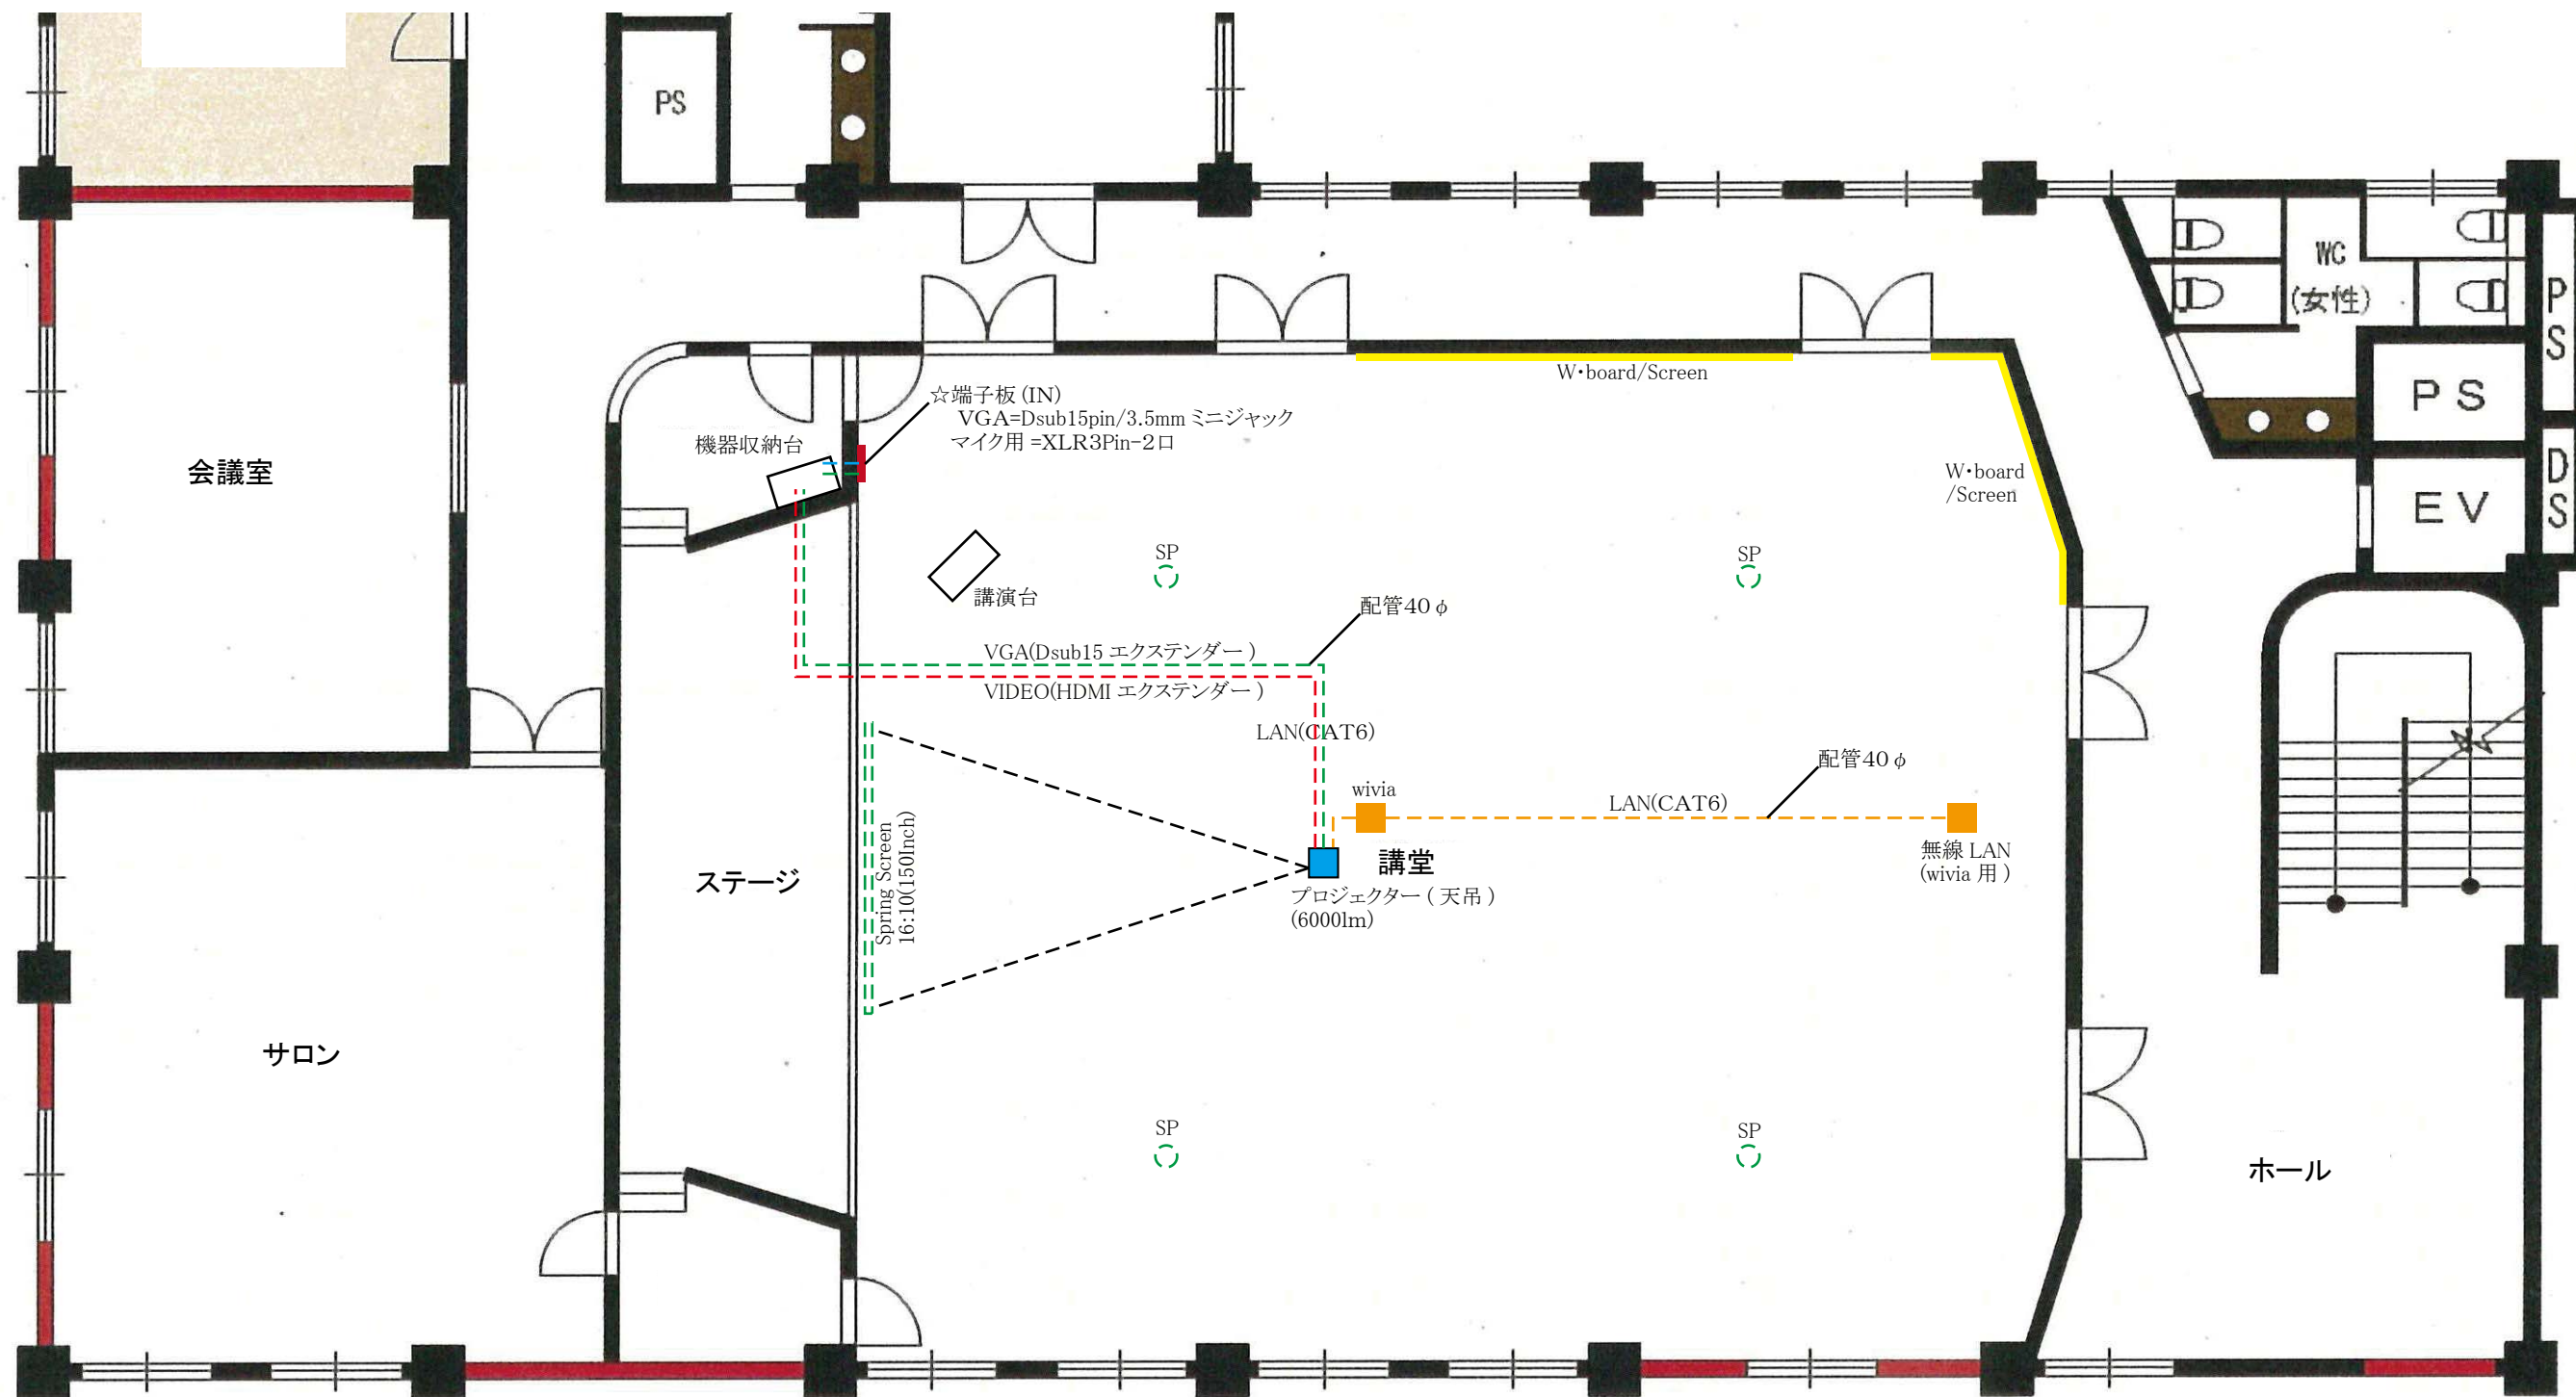 PS
WC
(女性)
PS
PS
EV
DS
W・board/Screen
☆端子板 (IN)
VGA=Dsub15pin/3.5mm ミニジャック
マイク用 =XLR3Pin-2口
機器収納台
会議室
W・board
/Screen
SP
SP
講演台
配管40φ
VGA(Dsub15 エクステンダー )
VIDEO(HDMI エクステンダー )
LAN(CAT6)
配管40φ
wivia
LAN(CAT6)
Spring Screen
16:10(150Inch)
ステージ
講堂
無線 LAN
(wivia 用 )
プロジェクター ( 天吊 )
(6000lm)
サロン
SP
SP
ホール